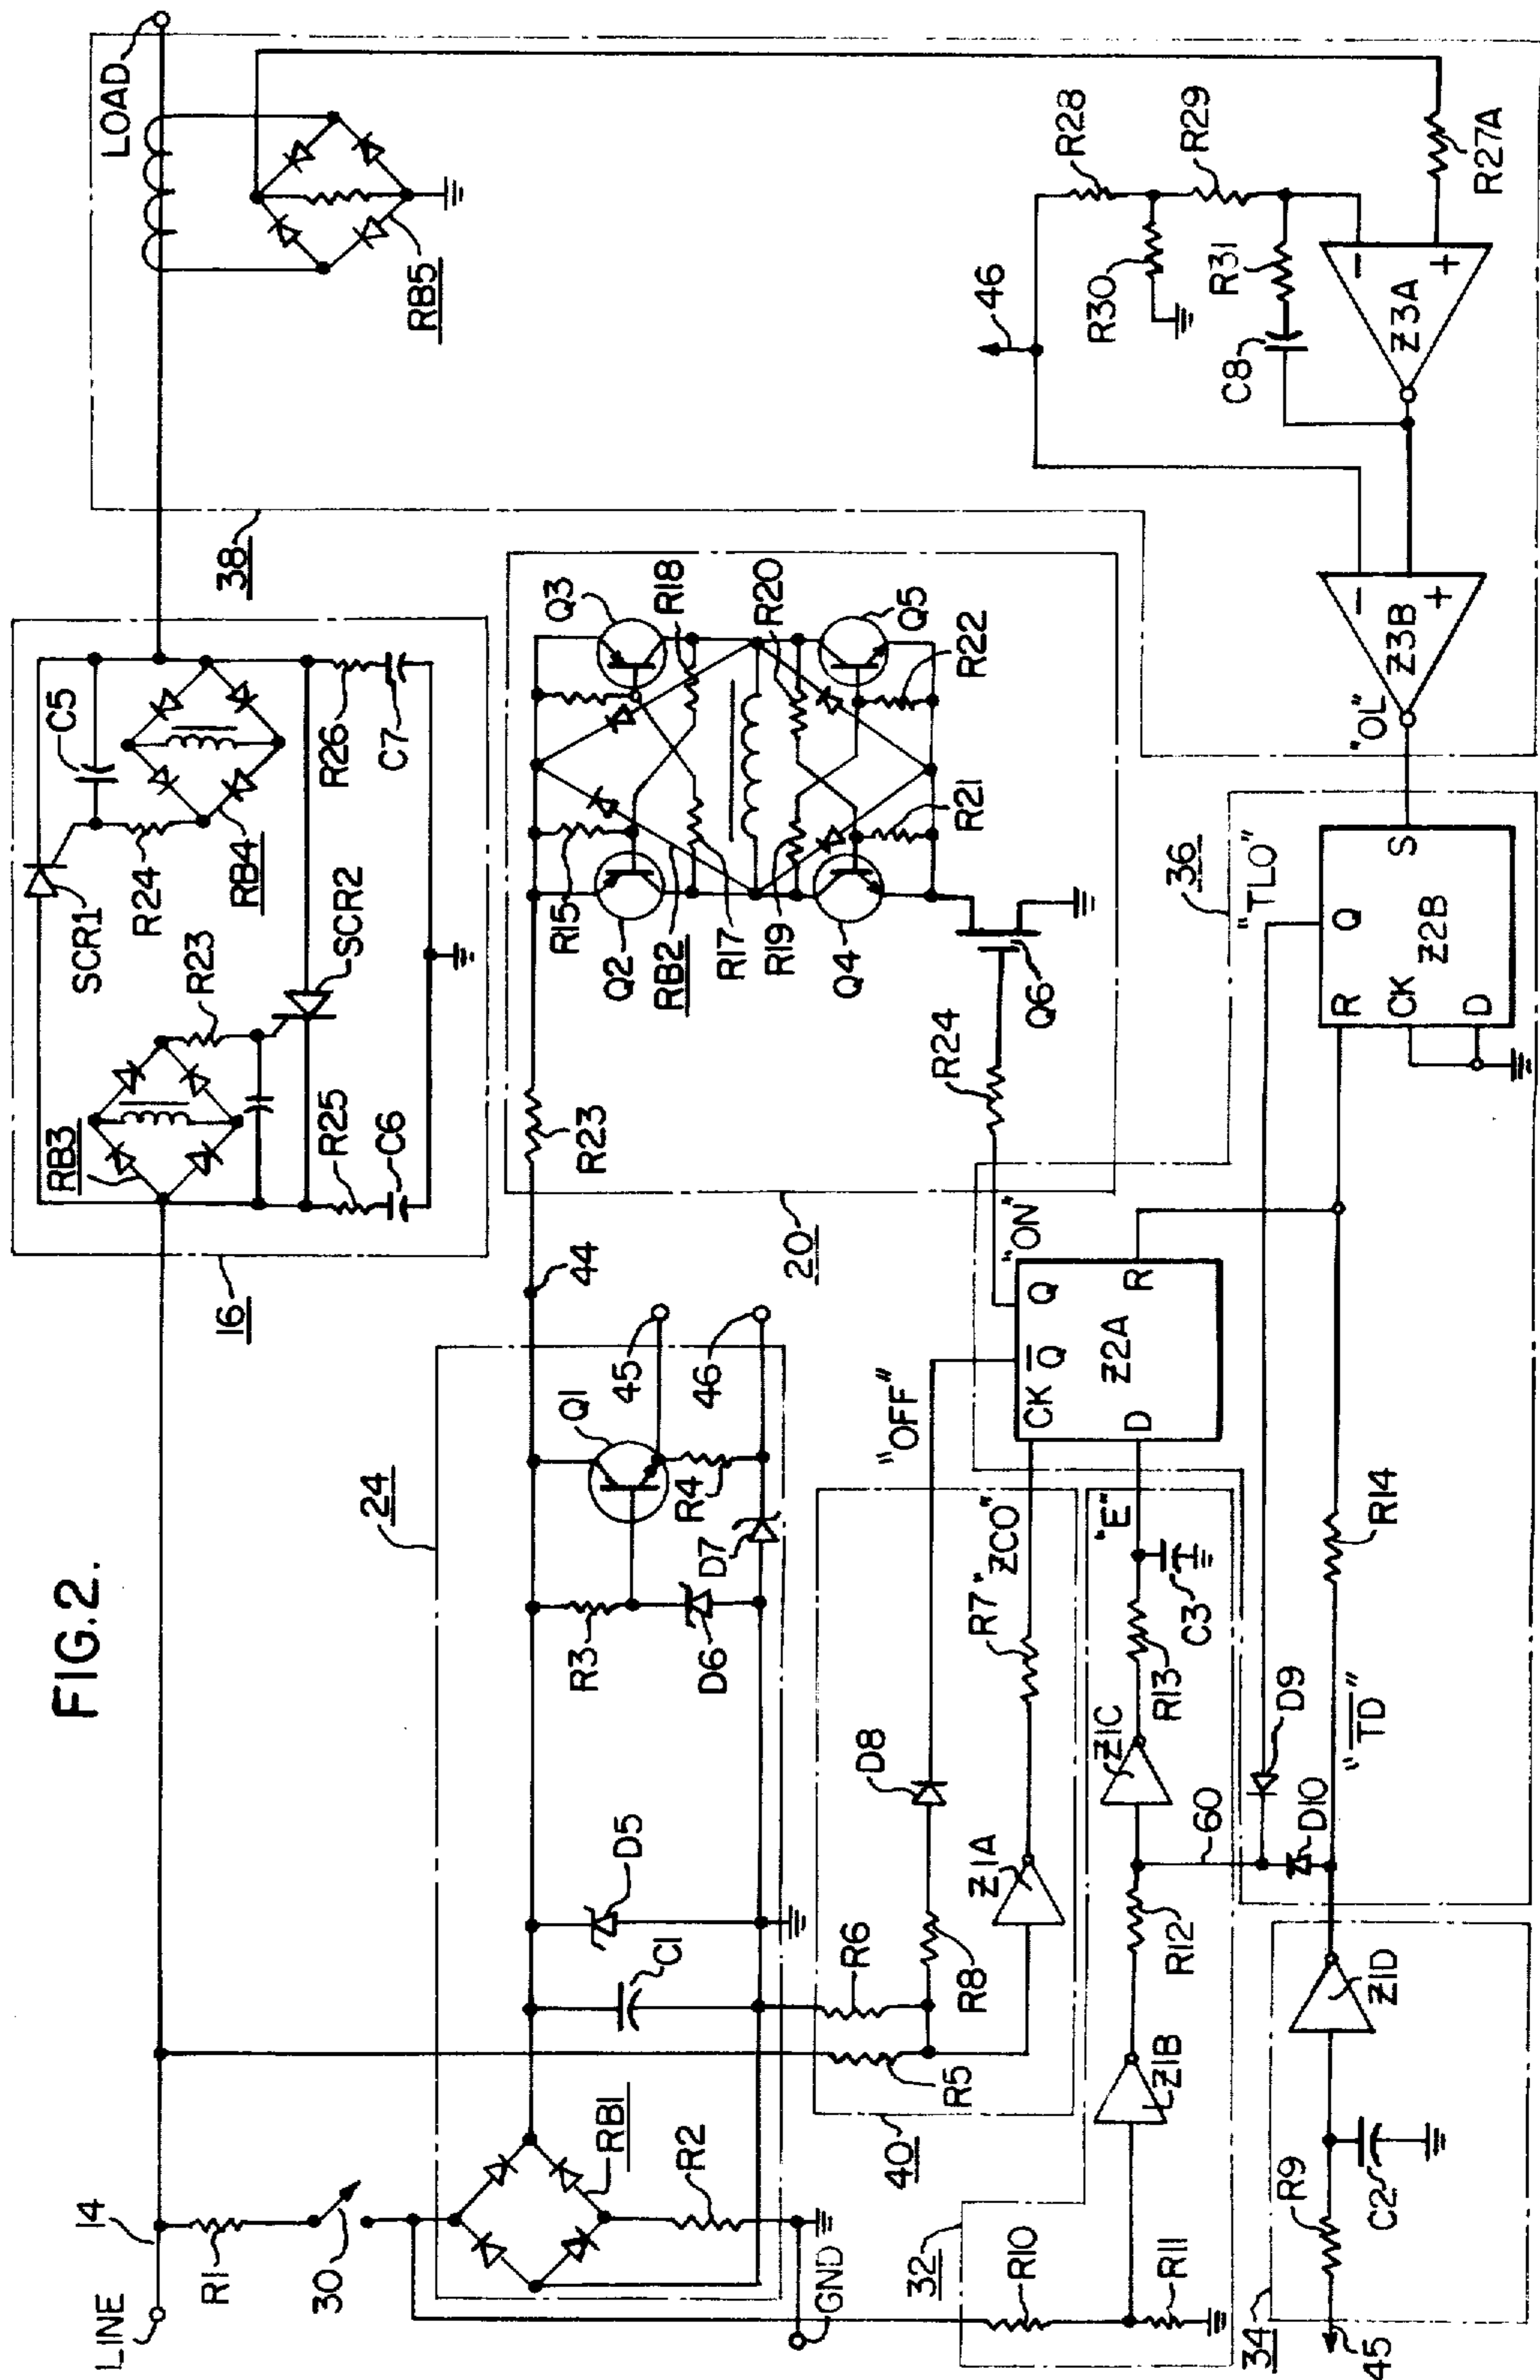 FIG.2.
LINE
14
R1
30
GND
24
RB1
R2
C1
D5
R3
D6
Q1
R4
D7
45
46
44
16
RB3
R23
R25
C6
SCR1
SCR2
R24
RB4
C5
R26
C7
LOAD
RB5
38
20
R23
R15
Q2
RB2
R17
R19
Q4
Q3
R18
R20
Q5
R22
R21
Q6
R24
40
R5
R6
R8
D8
Z1A
R7
"ZCO"
"OFF"
"ON"
CK
Q
Q
D
R
Z2A
32
R10
R11
Z1B
R12
Z1C
R13
C3
"E"
60
34
45
R9
C2
Z1D
D9
D10
"TD"
R14
36
"TLO"
R
CK
D
Q
S
Z2B
"OL"
Z3B
-
+
46
R28
R29
R30
R31
C8
Z3A
-
+
R27A